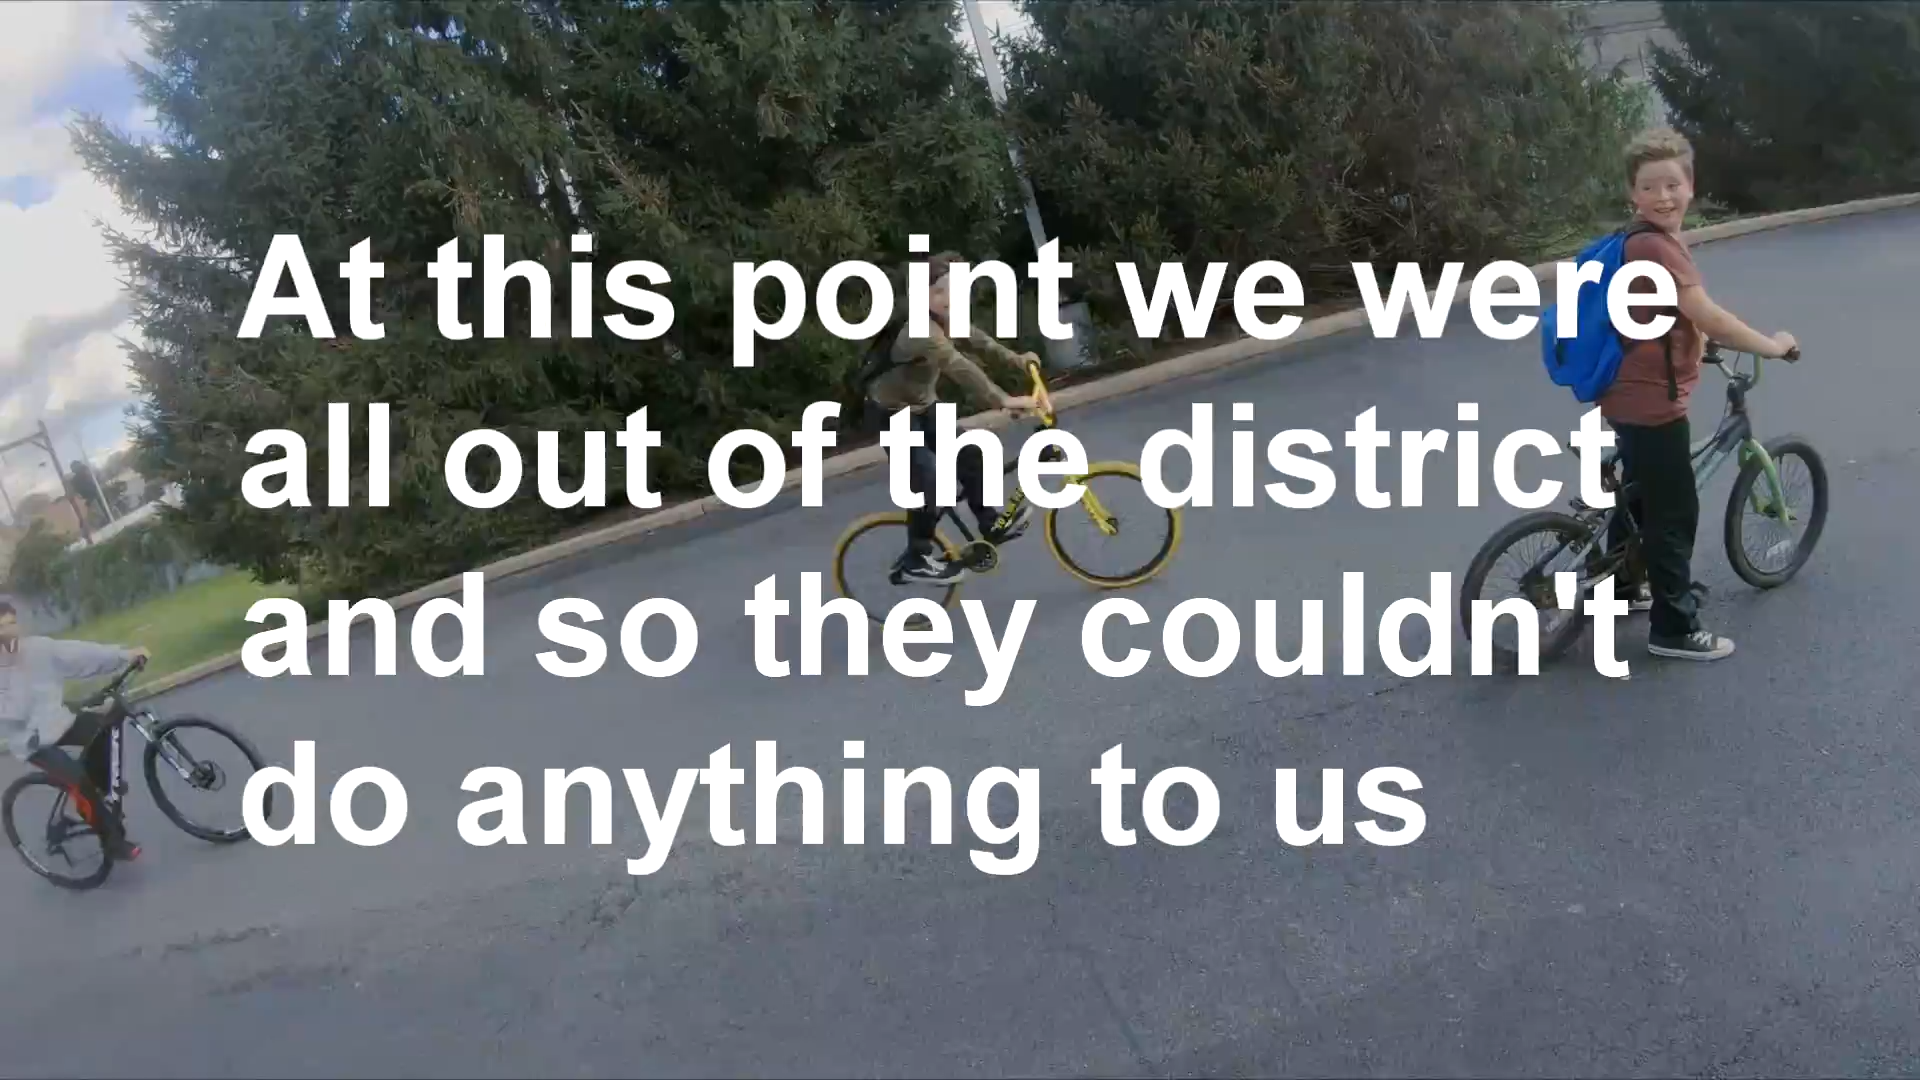 At this point we were
all out of the district
and so they couldn't
do anything to us